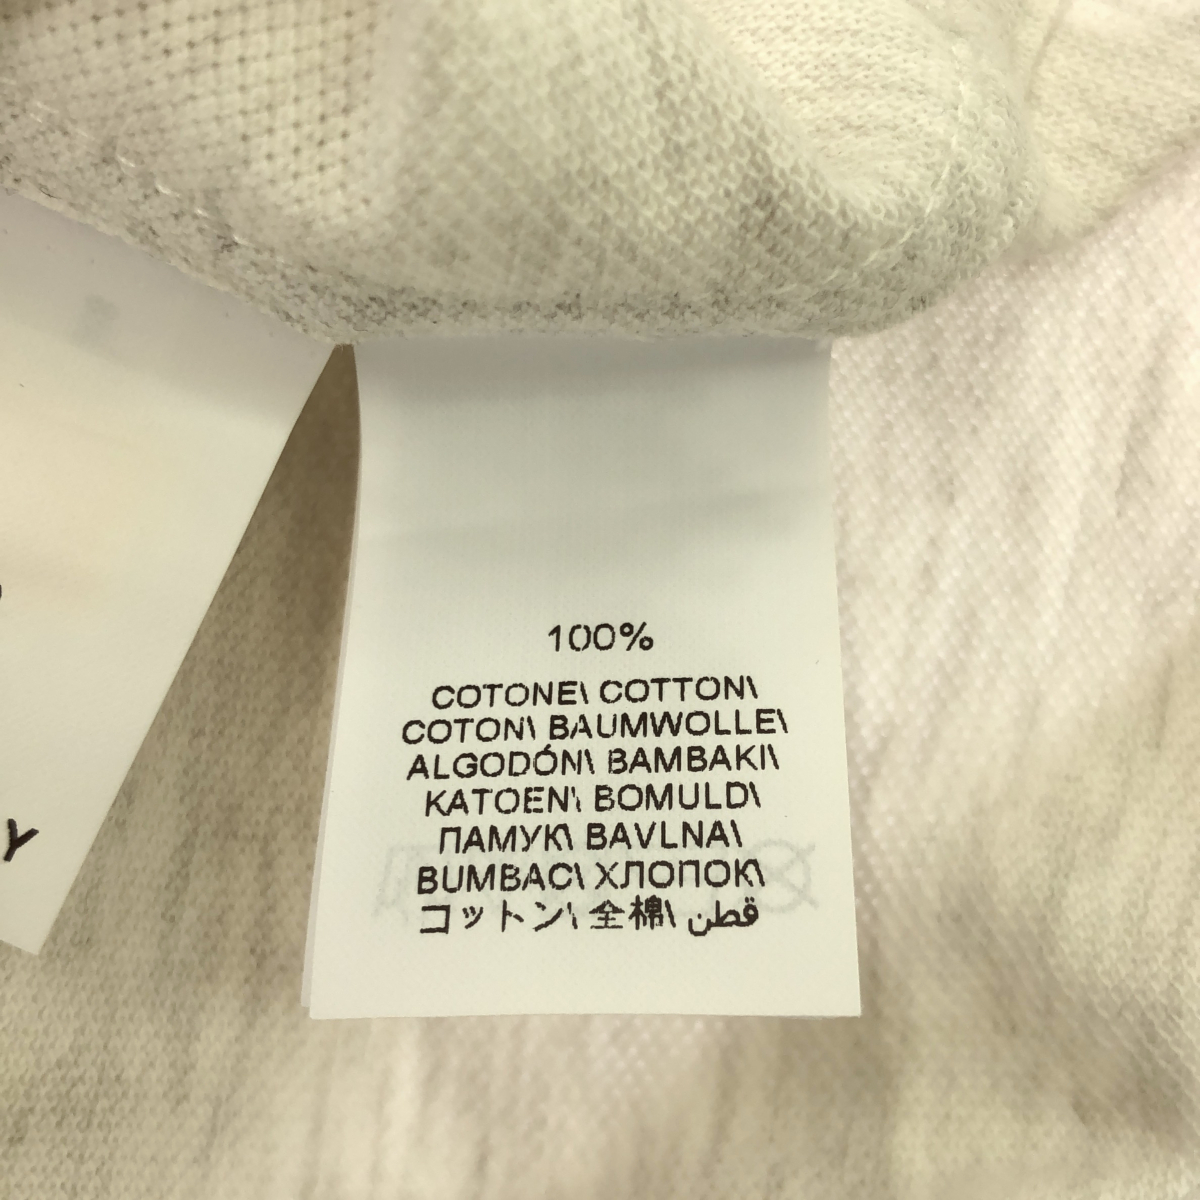 100%
COTONE\ COTTON\
COTON\ BAUMWOLLE\
ALGODÓN\ BAMBAKI\
KATOEN\ BOMULD\
ПАМУК\ BAVLNA\
BUMBAC\ ХЛОПОК\
コットン\ 全棉\ قطن
Y